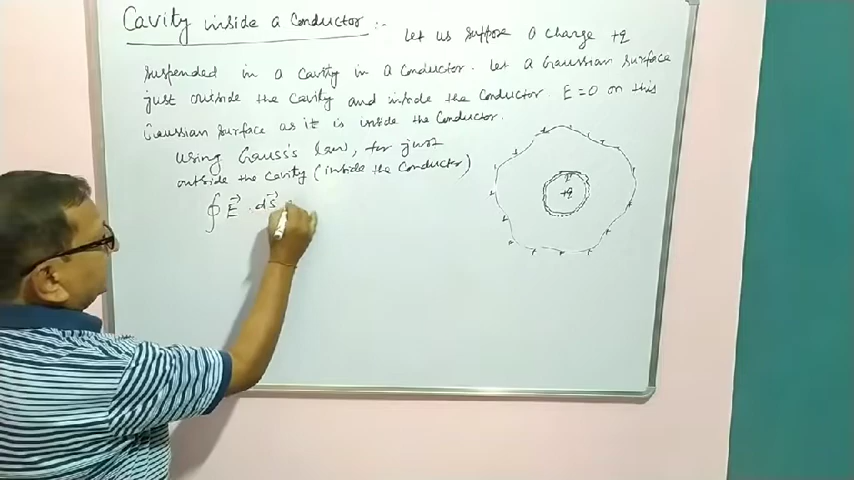 Cavity inside a Conductor :- Let us suppose a charge +q
suspended in a cavity in a conductor. Let a Gaussian surface
just outside the cavity and inside the conductor. E = 0 on this
Gaussian surface as it is inside the conductor.
using Gauss's law, for just
outside the cavity (inside the conductor)
∮ E⃗ · ds⃗
+q